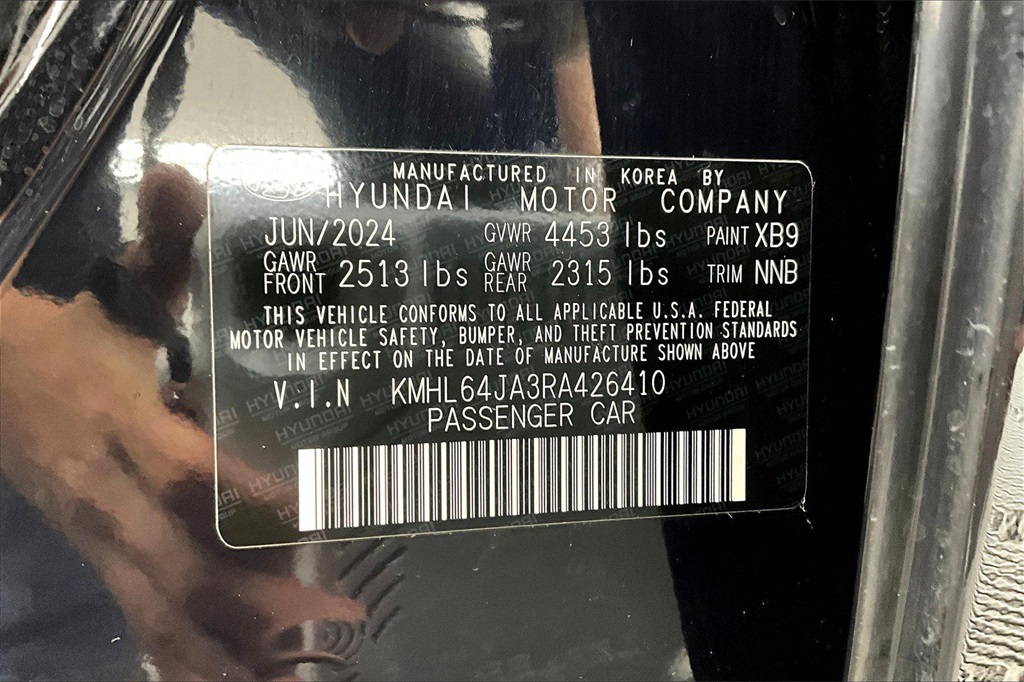 MANUFACTURED IN KOREA BY
HYUNDAI MOTOR COMPANY
JUN/2024 GVWR 4453 lbs PAINT XB9
GAWR FRONT 2513 lbs GAWR REAR 2315 lbs TRIM NNB
THIS VEHICLE CONFORMS TO ALL APPLICABLE U.S.A. FEDERAL
MOTOR VEHICLE SAFETY, BUMPER, AND THEFT PREVENTION STANDARDS
IN EFFECT ON THE DATE OF MANUFACTURE SHOWN ABOVE
V.I.N KMHL64JA3RA426410
PASSENGER CAR